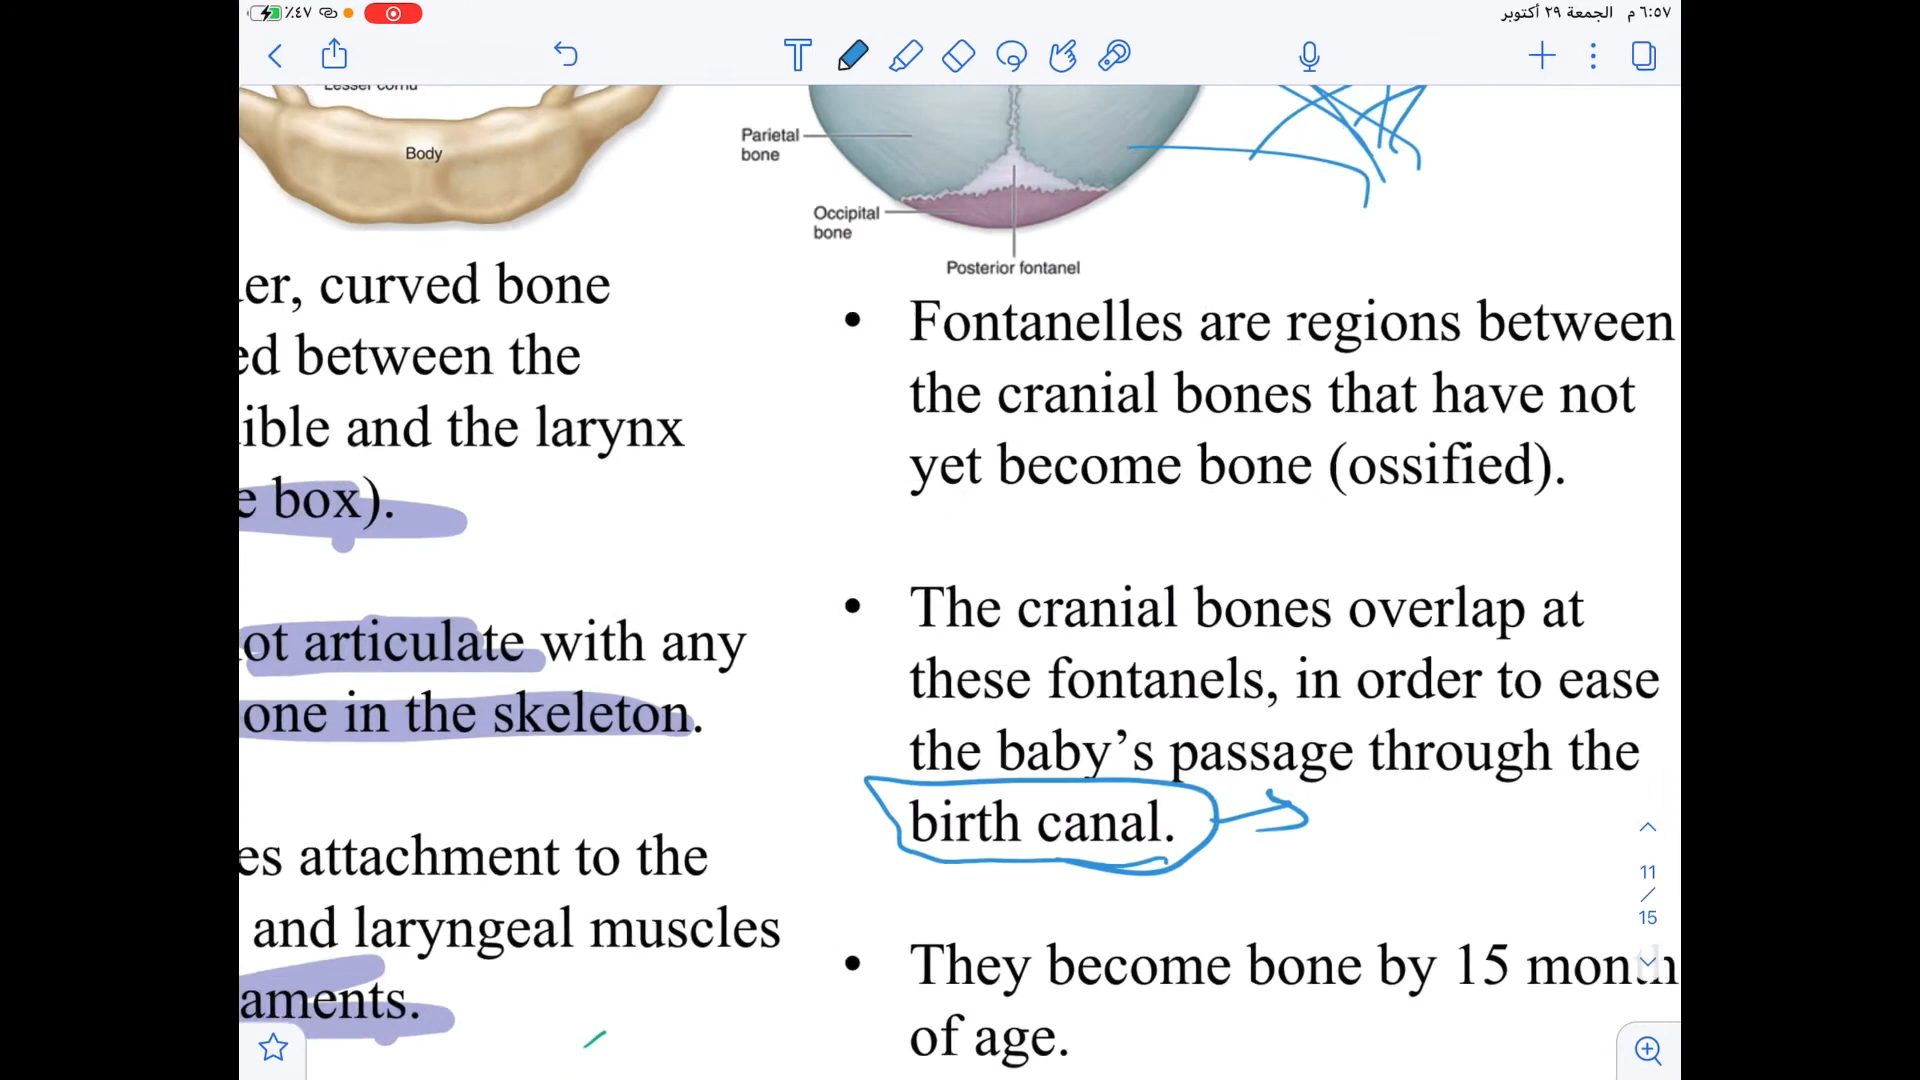 ٪٤٧
٦:٥٧ م الجمعة ٢٩ أكتوبر
Lesser cornu
Body
Parietal
bone
Occipital
bone
Posterior fontanel
er, curved bone
ed between the
ible and the larynx
e box).
ot articulate with any
one in the skeleton.
es attachment to the
and laryngeal muscles
aments.
• Fontanelles are regions between
the cranial bones that have not
yet become bone (ossified).
• The cranial bones overlap at
these fontanels, in order to ease
the baby’s passage through the
birth canal.
• They become bone by 15 month
of age.
11
/
15